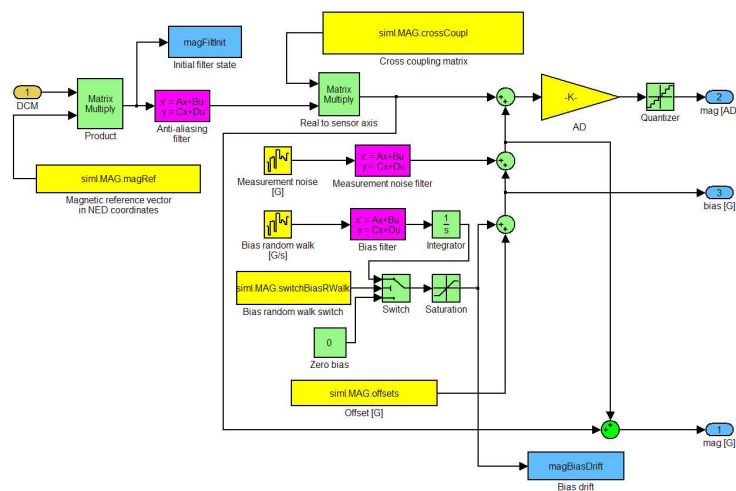 siml.MAG.crossCoupl
Cross coupling matrix
magFiltInit
Initial filter state
1
DCM
Matrix
Multiply
Product
x' = Ax+Bu
y = Cx+Du
Anti-aliasing
filter
Matrix
Multiply
Real to sensor axis
-K-
AD
Quantizer
2
mag [AD
siml.MAG.magRef
Magnetic reference vector
in NED coordinates
Measurement noise
[G]
x' = Ax+Bu
y = Cx+Du
Measurement noise filter
3
bias [G]
Bias random walk
[G/s]
x' = Ax+Bu
y = Cx+Du
Bias filter
1
s
Integrator
siml.MAG.switchBiasRWalk
Bias random walk switch
Switch
Saturation
0
Zero bias
siml.MAG.offsets
Offset [G]
1
mag [G]
magBiasDrift
Bias drift